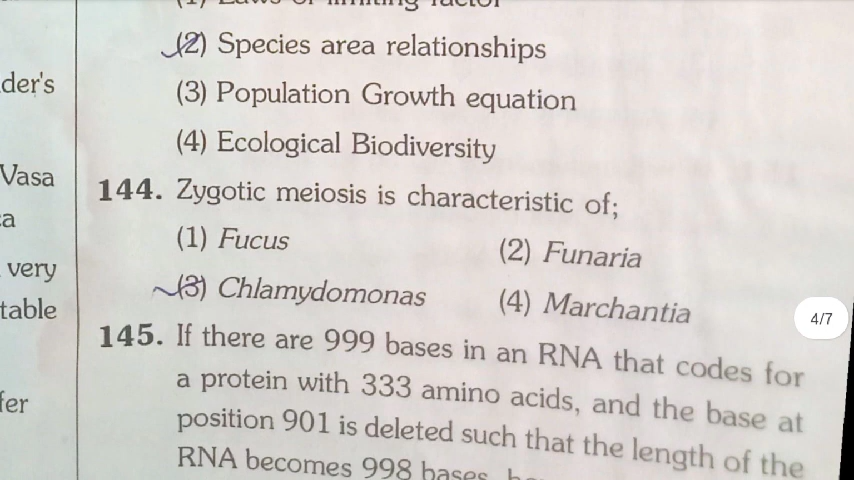 (2) Species area relationships
(3) Population Growth equation
(4) Ecological Biodiversity
144. Zygotic meiosis is characteristic of;
(1) Fucus
(2) Funaria
(3) Chlamydomonas
(4) Marchantia
145. If there are 999 bases in an RNA that codes for
a protein with 333 amino acids, and the base at
position 901 is deleted such that the length of the
RNA becomes 998 bases,
der's
Vasa
very
table
4/7